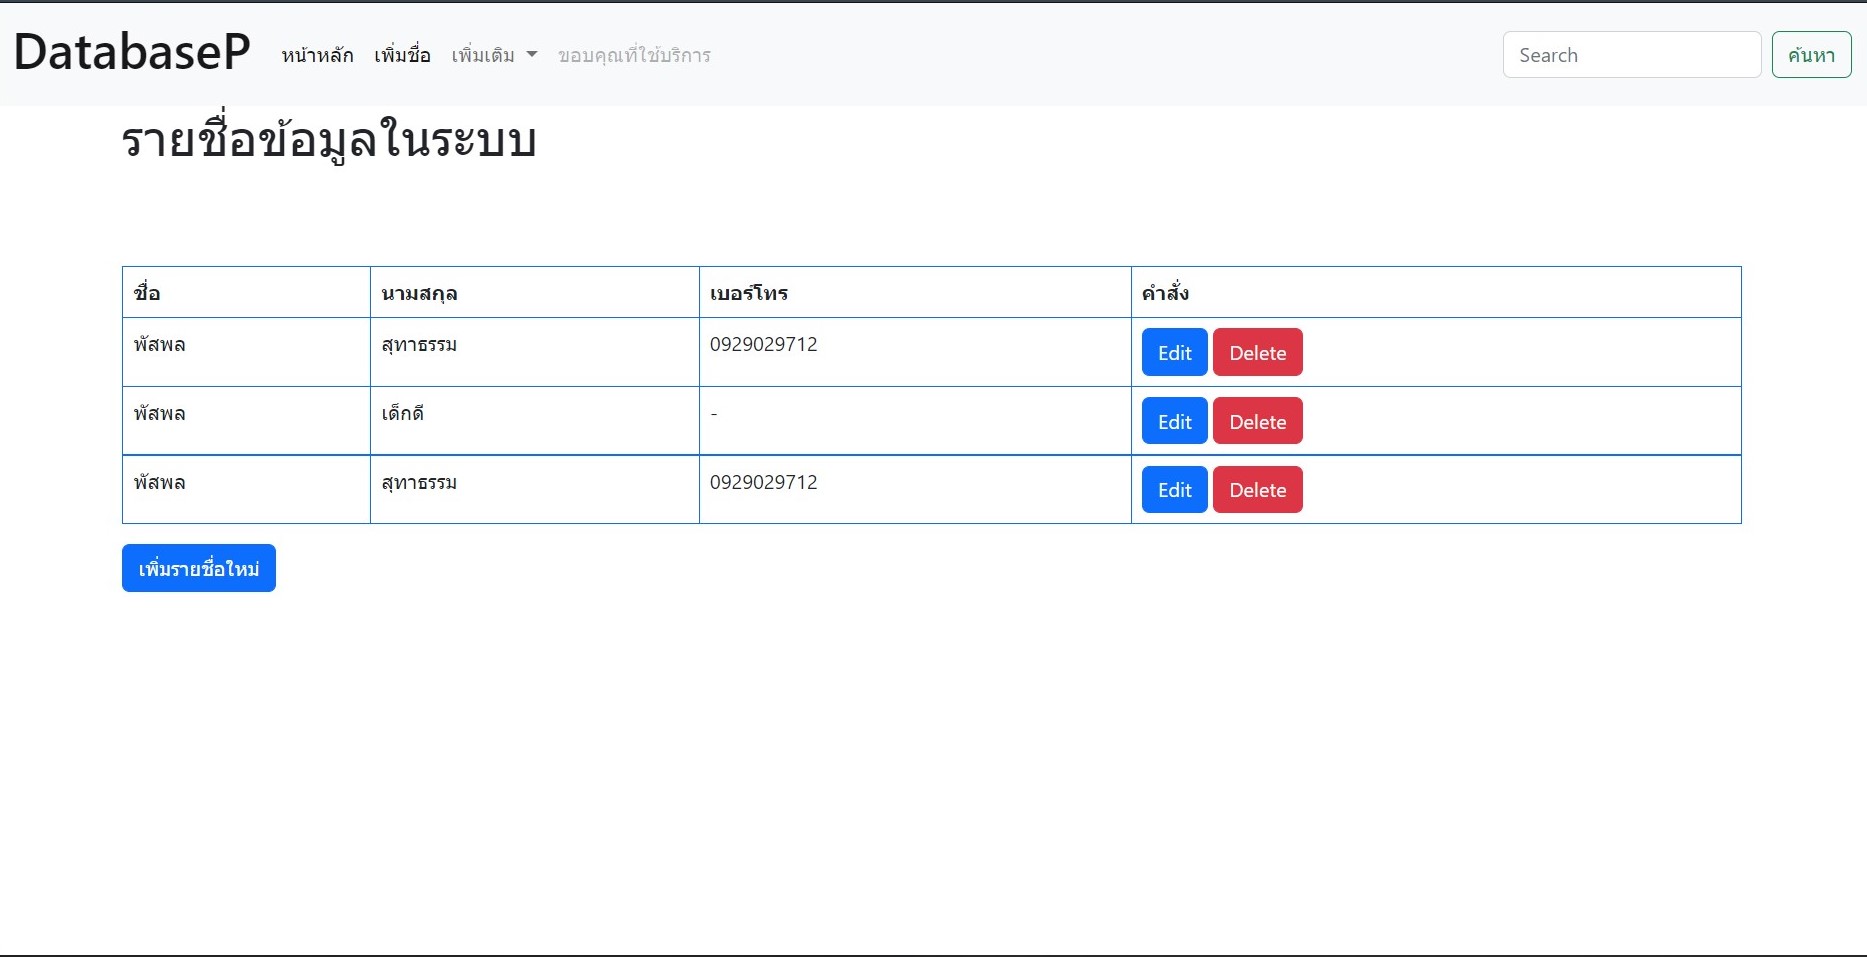 DatabaseP หน้าหลัก เพิ่มชื่อ เพิ่มเติม ขอบคุณที่ใช้บริการ Search ค้นหา
รายชื่อข้อมูลในระบบ
ชื่อ นามสกุล เบอร์โทร คำสั่ง
พัสพล สุทาธรรม 0929029712 Edit Delete
พัสพล เด็กดี - Edit Delete
พัสพล สุทาธรรม 0929029712 Edit Delete
เพิ่มรายชื่อใหม่